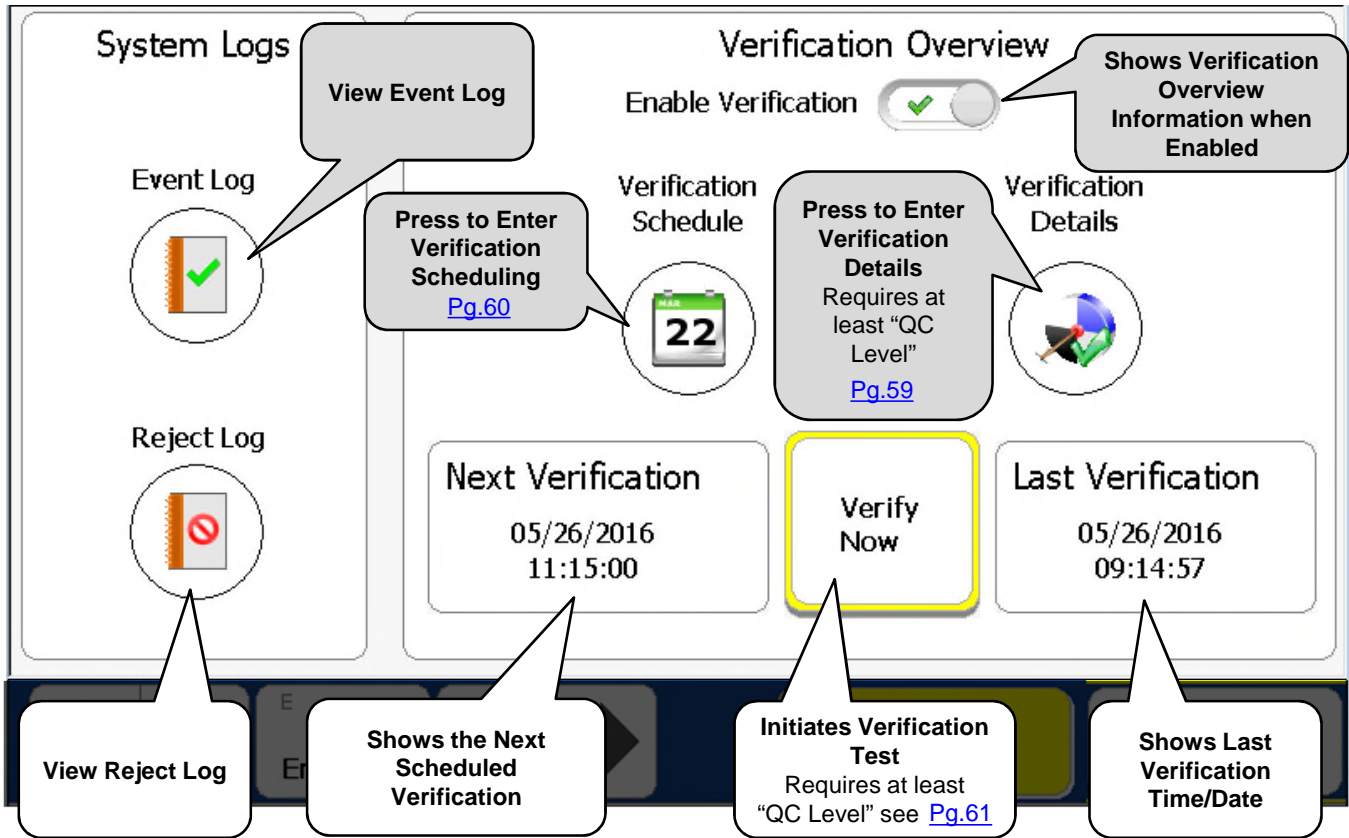 System Logs
View Event Log
Event Log
Reject Log
View Reject Log
Verification Overview
Enable Verification
Shows Verification
Overview
Information when
Enabled
Verification
Schedule
Press to Enter
Verification
Scheduling
Pg.60
MAR
22
Press to Enter
Verification
Details
Requires at
least “QC
Level”
Pg.59
Verification
Details
Next Verification
05/26/2016
11:15:00
Verify
Now
Last Verification
05/26/2016
09:14:57
E
Shows the Next
Scheduled
Verification
Initiates Verification
Test
Requires at least
“QC Level” see Pg.61
Shows Last
Verification
Time/Date